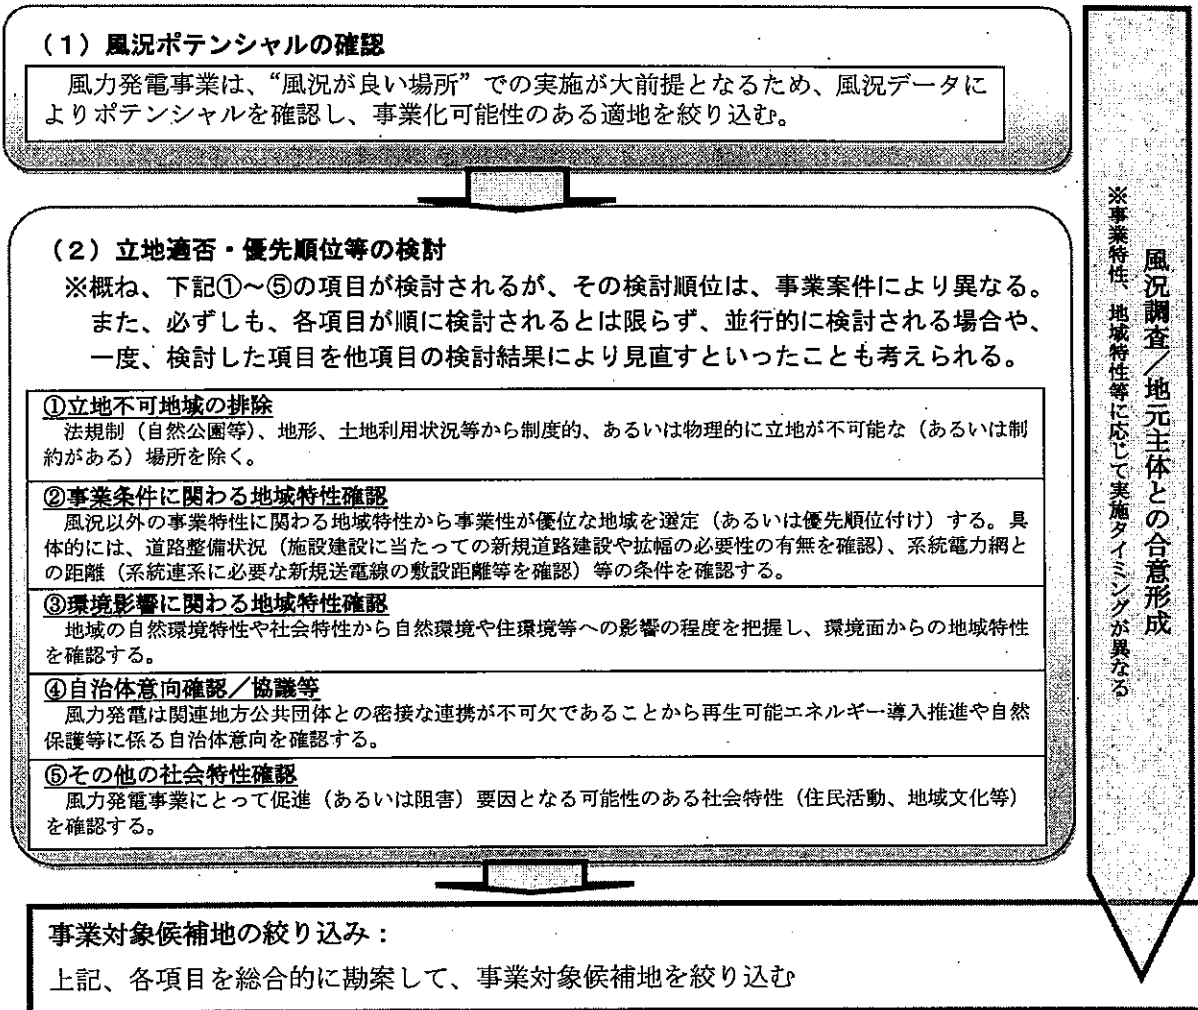 （１）風況ポテンシャルの確認
風力発電事業は、“風況が良い場所”での実施が大前提となるため、風況データに
よりポテンシャルを確認し、事業化可能性のある適地を絞り込む。
（２）立地適否・優先順位等の検討
※概ね、下記①～⑤の項目が検討されるが、その検討順位は、事業案件により異なる。
また、必ずしも、各項目が順に検討されるとは限らず、並行的に検討される場合や、
一度、検討した項目を他項目の検討結果により見直すといったことも考えられる。
①立地不可地域の排除
法規制（自然公園等）、地形、土地利用状況等から制度的、あるいは物理的に立地が不可能な（あるいは制
約がある）場所を除く。
②事業条件に関わる地域特性確認
風況以外の事業特性に関わる地域特性から事業性が優位な地域を選定（あるいは優先順位付け）する。具
体的には、道路整備状況（施設建設に当たっての新規道路建設や拡幅の必要性の有無を確認）、系統電力網と
の距離（系統連系に必要な新規送電線の敷設距離等を確認）等の条件を確認する。
③環境影響に関わる地域特性確認
地域の自然環境特性や社会特性から自然環境や住環境等への影響の程度を把握し、環境面からの地域特性
を確認する。
④自治体意向確認／協議等
風力発電は関連地方公共団体との密接な連携が不可欠であることから再生可能エネルギー導入推進や自然
保護等に係る自治体意向を確認する。
⑤その他の社会特性確認
風力発電事業にとって促進（あるいは阻害）要因となる可能性のある社会特性（住民活動、地域文化等）
を確認する。
事業対象候補地の絞り込み：
上記、各項目を総合的に勘案して、事業対象候補地を絞り込む
風況調査／地元主体との合意形成
※事業特性、地域特性等に応じて実施タイミングが異なる